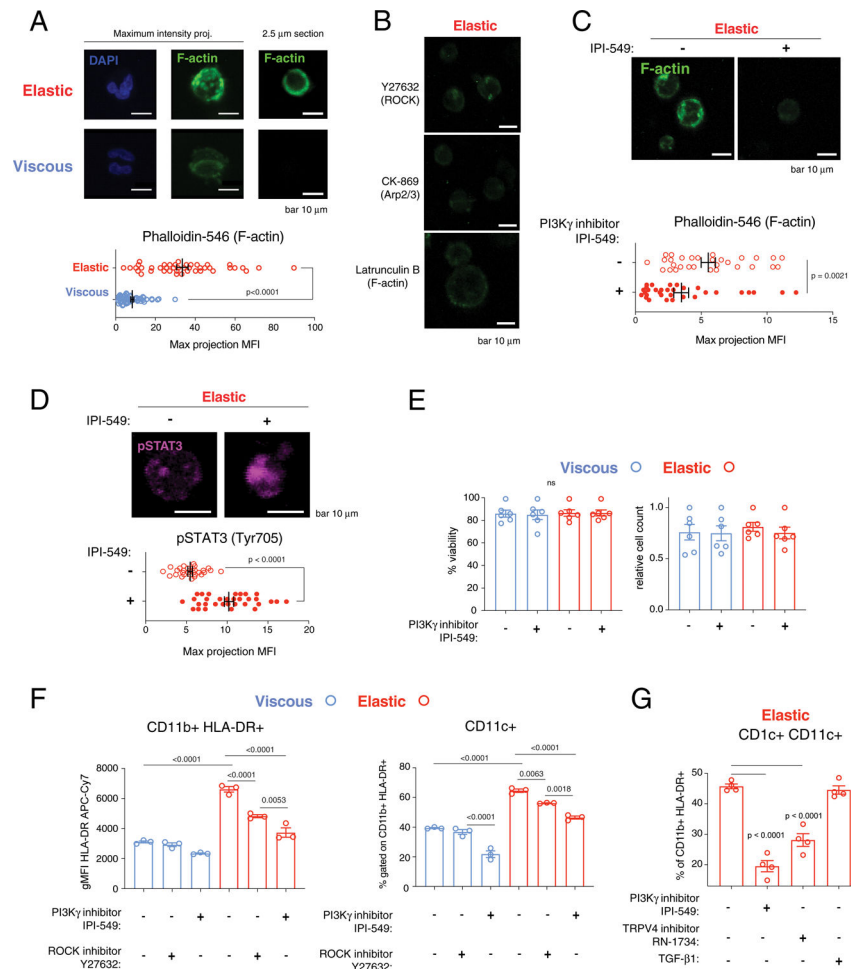 A
Maximum intensity proj.
2.5 μm section
DAPI
F-actin
F-actin
Elastic
Viscous
bar 10 μm
Phalloidin-546 (F-actin)
Elastic
Viscous
p<0.0001
0 20 40 60 80 100
Max projection MFI
B
Elastic
Y27632
(ROCK)
CK-869
(Arp2/3)
Latrunculin B
(F-actin)
bar 10 μm
C
Elastic
IPI-549: - +
F-actin
bar 10 μm
PI3Kγ inhibitor
IPI-549:
Phalloidin-546 (F-actin)
-
+
p = 0.0021
0 5 10 15
Max projection MFI
D
Elastic
IPI-549: - +
pSTAT3
bar 10 μm
pSTAT3 (Tyr705)
IPI-549:
-
+
p < 0.0001
0 5 10 15 20
Max projection MFI
E
Viscous Elastic
ns
% viability
100
80
60
40
20
0
relative cell count
1.0
0.5
0.0
PI3Kγ inhibitor
IPI-549:
- + - +
- + - +
F
Viscous Elastic
CD11b+ HLA-DR+
<0.0001
<0.0001
<0.0001
0.0053
gMFI HLA-DR APC-Cy7
8000
6000
4000
2000
0
PI3Kγ inhibitor
IPI-549:
- - + - - +
ROCK inhibitor
Y27632:
- + - - + -
CD11c+
<0.0001
<0.0001
0.0063
0.0018
<0.0001
% gated on CD11b+ HLA-DR+
80
60
40
20
0
PI3Kγ inhibitor
IPI-549:
- - + - - +
ROCK inhibitor
Y27632:
- + - - + -
G
Elastic
CD1c+ CD11c+
p < 0.0001
p < 0.0001
% of CD11b+ HLA-DR+
50
40
30
20
PI3Kγ inhibitor
IPI-549:
- + - -
TRPV4 inhibitor
RN-1734:
- - + -
TGF-β1: - - - +